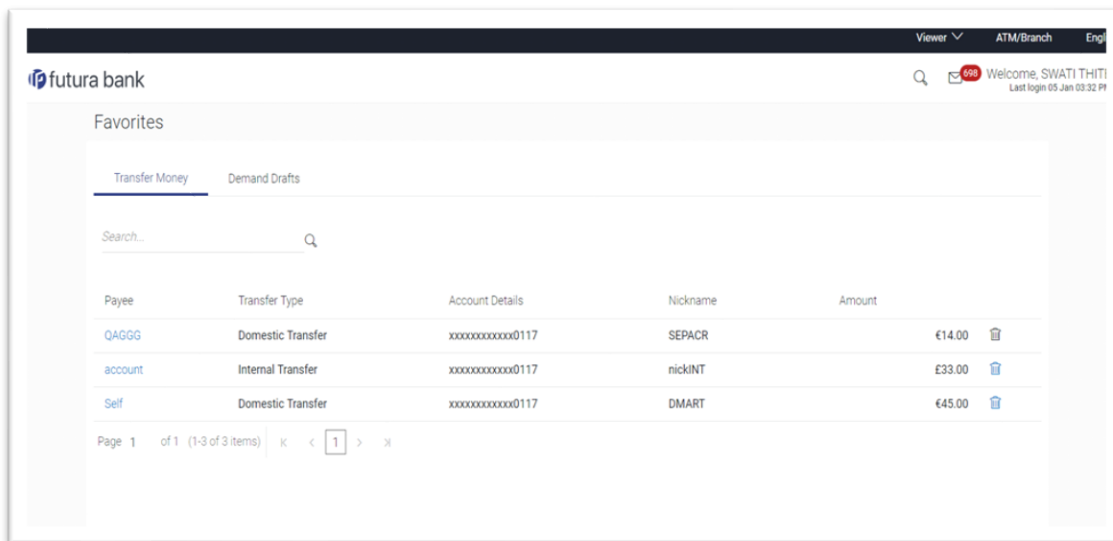 Viewer ATM/Branch Engl
futura bank 698 Welcome, SWATI THIT
Last login 05 Jan 03:32 P
Favorites
Transfer Money Demand Drafts
Search...
Payee Transfer Type Account Details Nickname Amount
QAGGG Domestic Transfer xxxxxxxxxxxx0117 SEPACR €14.00
account Internal Transfer xxxxxxxxxxxx0117 nickINT £33.00
Self Domestic Transfer xxxxxxxxxxxx0117 DMART €45.00
Page 1 of 1 (1-3 of 3 items) K < 1 > >|